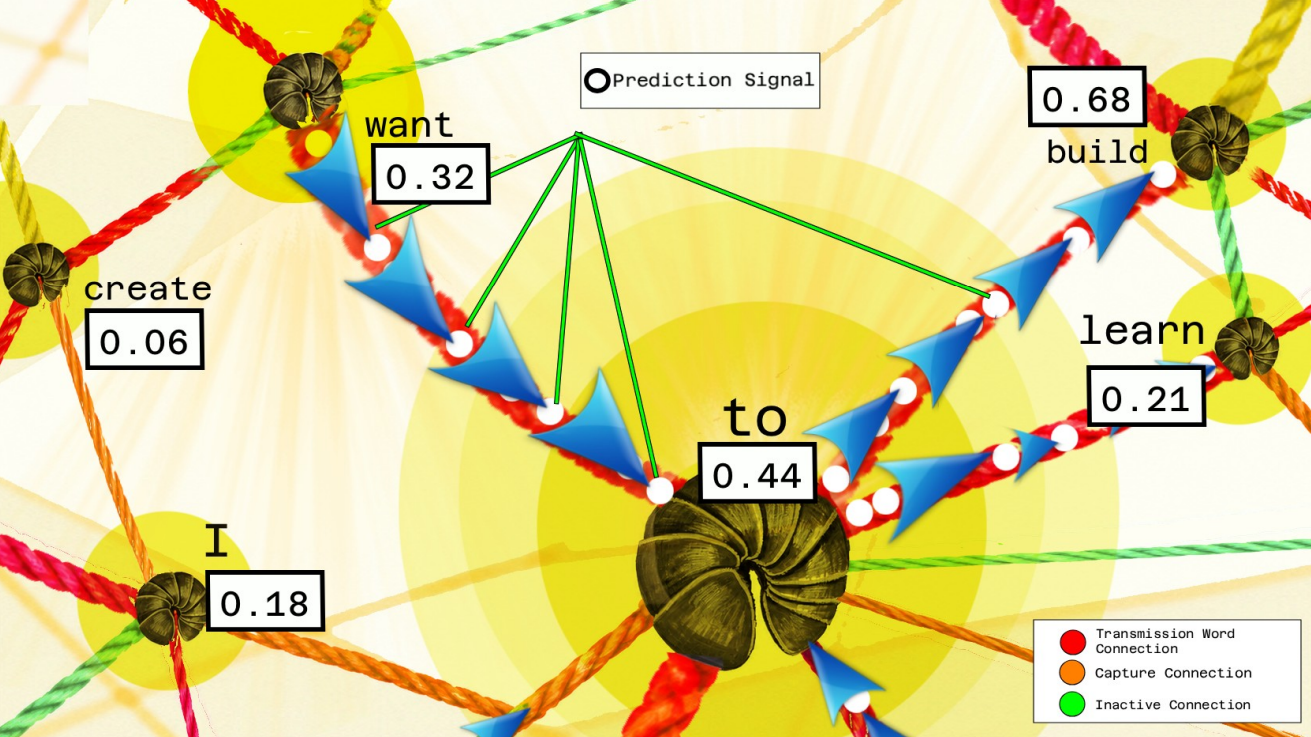 Prediction Signal
want
0.32
0.68
build
create
0.06
learn
0.21
to
0.44
I
0.18
Transmission Word
Connection
Capture Connection
Inactive Connection